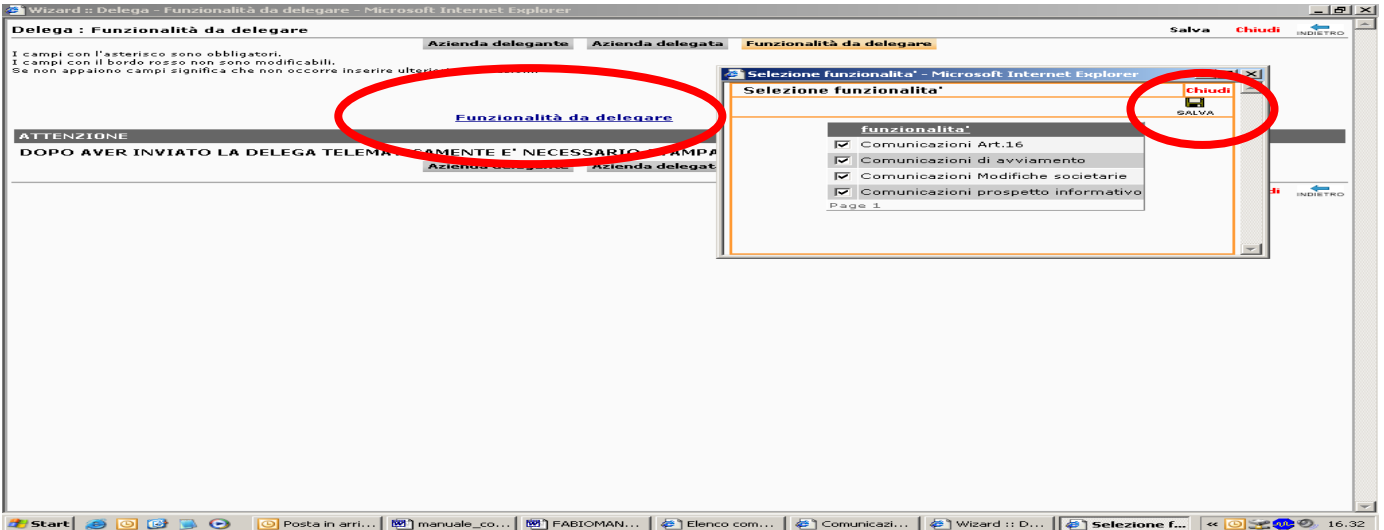 Wizard :: Delega - Funzionalità da delegare - Microsoft Internet Explorer
Delega : Funzionalità da delegare
Salva Chiudi INDIETRO
Azienda delegante Azienda delegata Funzionalità da delegare
I campi con l'asterisco sono obbligatori.
I campi con il bordo rosso non sono modificabili.
Se non appaiono campi significa che non occorre inserire
Funzionalità da delegare
ATTENZIONE
DOPO AVER INVIATO LA DELEGA TELEMA AMENTE E' NECESSARIO
Azienda delegante Azienda delegat
INDIETRO
Selezione funzionalita' - Microsoft Internet Explorer
Selezione funzionalita'
Chiudi
SALVA
funzionalita'
Comunicazioni Art.16
Comunicazioni di avviamento
Comunicazioni Modifiche societarie
Comunicazioni prospetto informativo
Page 1
Start Posta in arri... manuale_co... FABIOMAN... Elenco com... Comunicazi... Wizard :: D... Selezione f... « 16.32